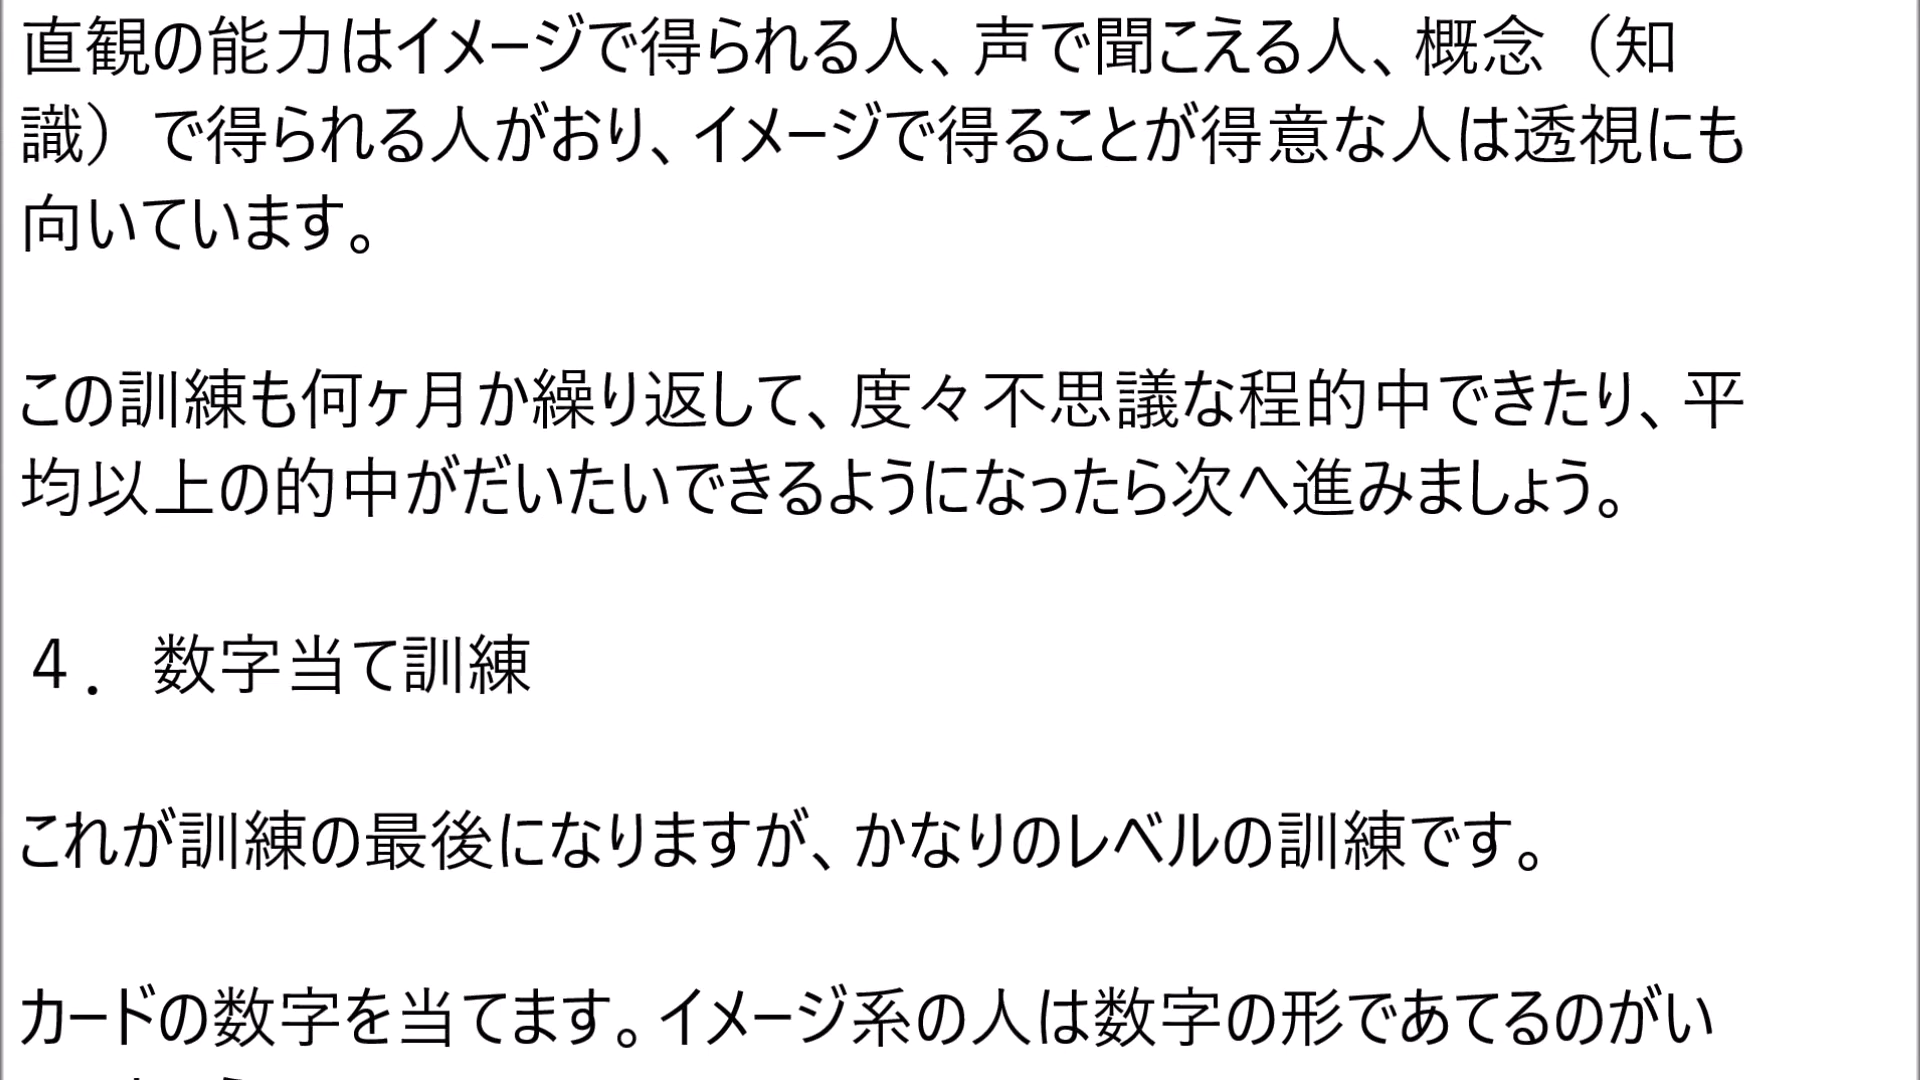 直観の能力はイメージで得られる人、声で聞こえる人、概念（知
識）で得られる人がおり、イメージで得ることが得意な人は透視にも
向いています。
この訓練も何ヶ月か繰り返して、度々不思議な程的中できたり、平
均以上の的中がだいたいできるようになったら次へ進みましょう。
４．数字当て訓練
これが訓練の最後になりますが、かなりのレベルの訓練です。
カードの数字を当てます。イメージ系の人は数字の形であてるのがい